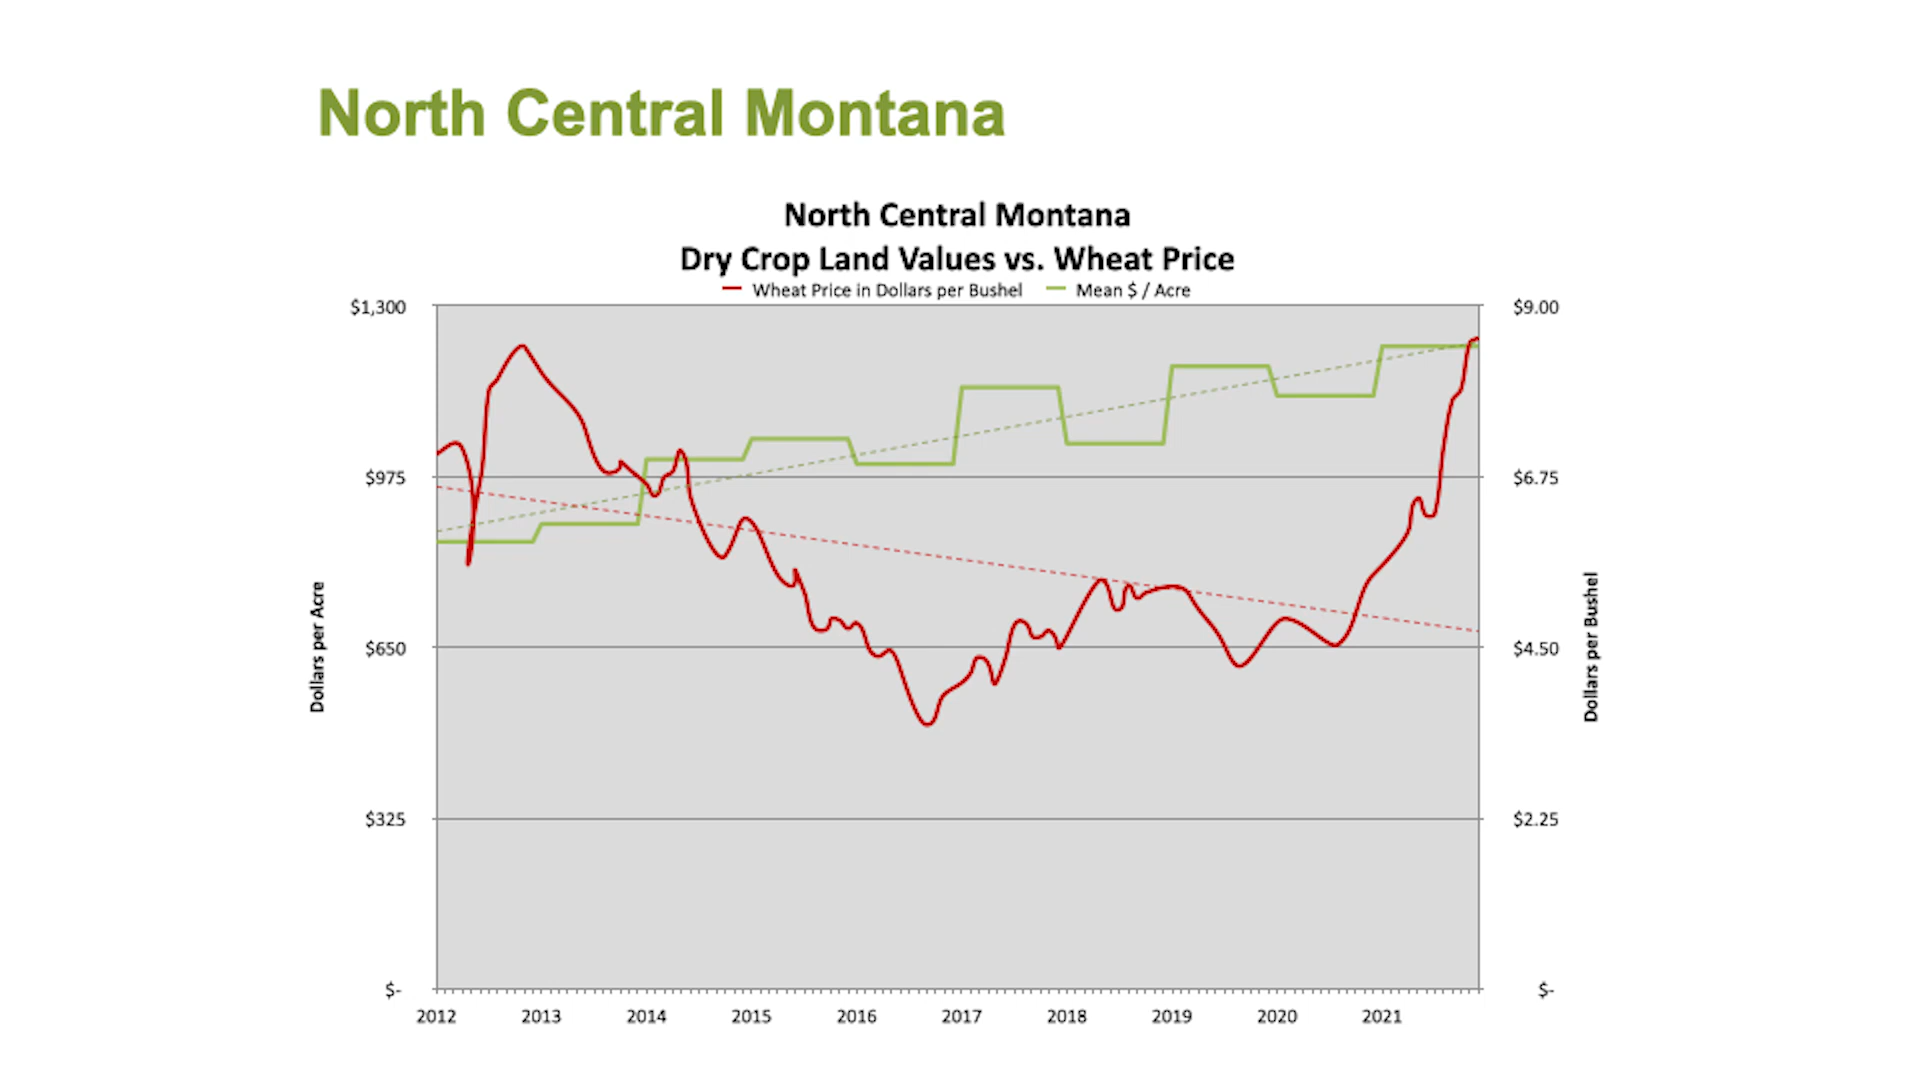 North Central Montana
North Central Montana
Dry Crop Land Values vs. Wheat Price
Wheat Price in Dollars per Bushel Mean $ / Acre
$1,300 $9.00
$975 $6.75
$650 $4.50
$325 $2.25
$- $-
Dollars per Acre
Dollars per Bushel
2012 2013 2014 2015 2016 2017 2018 2019 2020 2021